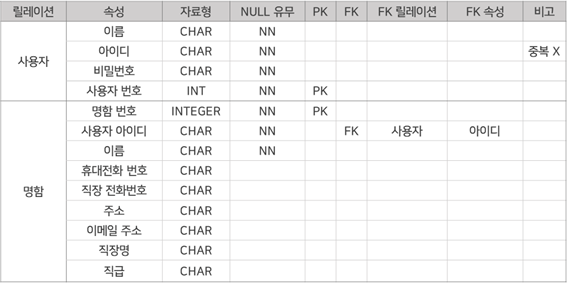 릴레이션 속성 자료형 NULL 유무 PK FK FK 릴레이션 FK 속성 비고
사용자
이름 CHAR NN
아이디 CHAR NN 중복 X
비밀번호 CHAR NN
사용자 번호 INT NN PK
명함
명함 번호 INTEGER NN PK
사용자 아이디 CHAR NN FK 사용자 아이디
이름 CHAR NN
휴대전화 번호 CHAR
직장 전화번호 CHAR
주소 CHAR
이메일 주소 CHAR
직장명 CHAR
직급 CHAR